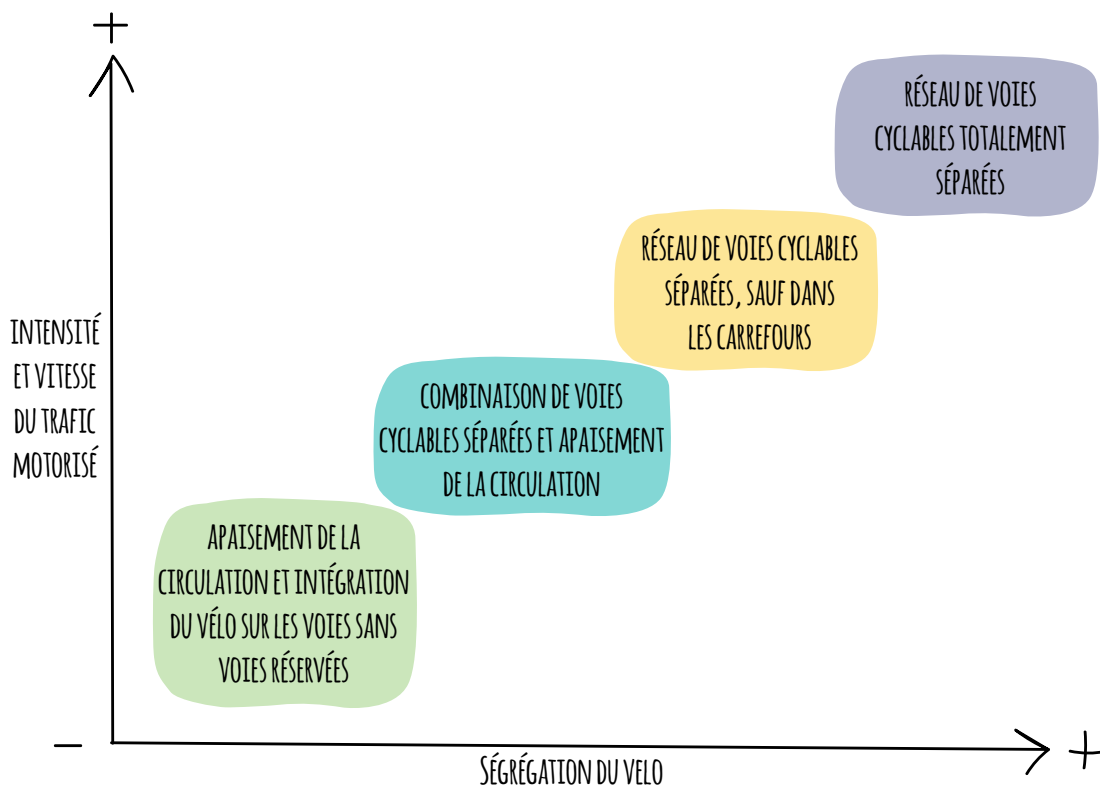 +
RÉSEAU DE VOIES
CYCLABLES TOTALEMENT
SÉPARÉES
RÉSEAU DE VOIES CYCLABLES
SÉPARÉES, SAUF DANS
LES CARREFOURS
INTENSITÉ
ET VITESSE
DU TRAFIC
MOTORISÉ
COMBINAISON DE VOIES
CYCLABLES SÉPARÉES ET APAISEMENT
DE LA CIRCULATION
APAISEMENT DE LA
CIRCULATION ET INTÉGRATION
DU VÉLO SUR LES VOIES SANS
VOIES RÉSERVÉES
–
+
SÉGRÉGATION DU VELO